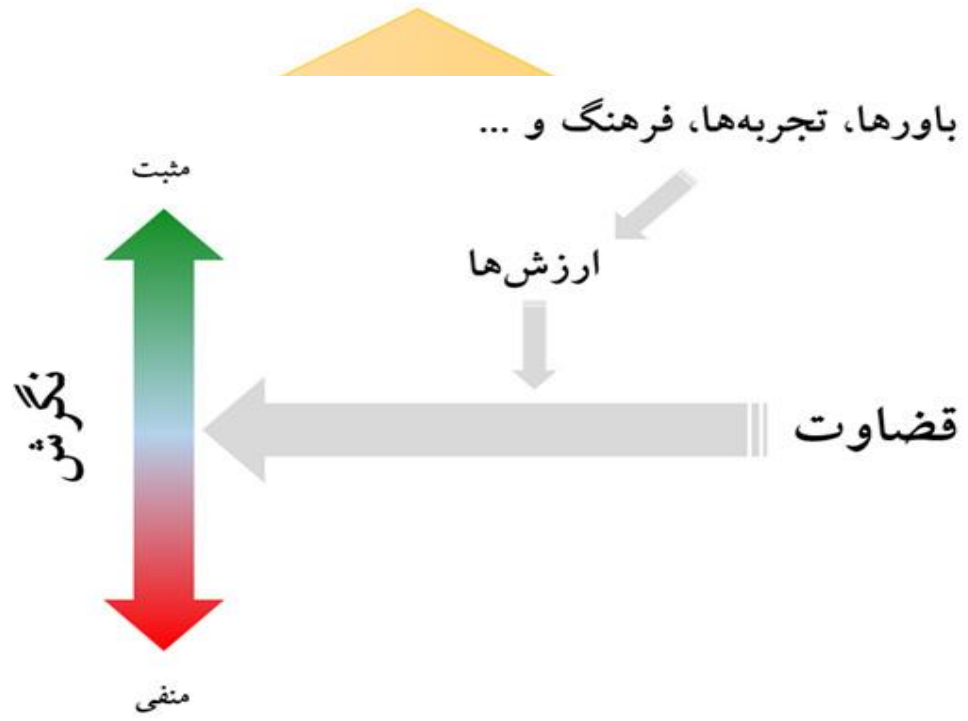 باورها، تجربه‌ها، فرهنگ و ...
مثبت
ارزش‌ها
نگرش
قضاوت
منفی